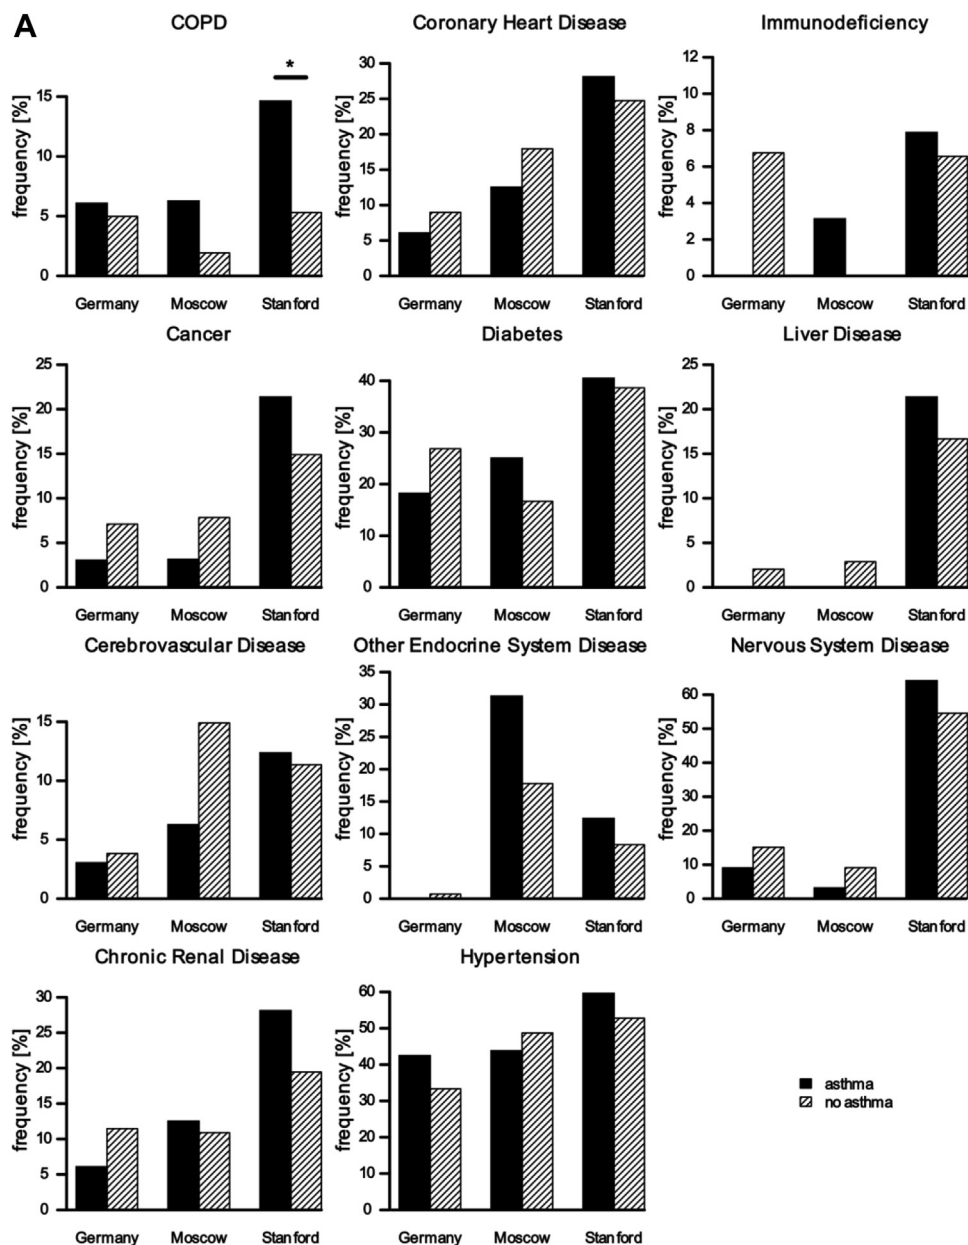 A
COPD
Coronary Heart Disease
Immunodeficiency
*
frequency [%]
15
10
5
0
Germany Moscow Stanford
frequency [%]
30
25
20
15
10
5
0
Germany Moscow Stanford
frequency [%]
12
10
8
6
4
2
0
Germany Moscow Stanford
Cancer
Diabetes
Liver Disease
frequency [%]
25
20
15
10
5
0
Germany Moscow Stanford
frequency [%]
40
30
20
10
0
Germany Moscow Stanford
frequency [%]
25
20
15
10
5
0
Germany Moscow Stanford
Cerebrovascular Disease
Other Endocrine System Disease
Nervous System Disease
frequency [%]
15
10
5
0
Germany Moscow Stanford
frequency [%]
35
30
25
20
15
10
5
0
Germany Moscow Stanford
frequency [%]
60
50
40
30
20
10
0
Germany Moscow Stanford
Chronic Renal Disease
Hypertension
frequency [%]
30
25
20
15
10
5
0
Germany Moscow Stanford
frequency [%]
60
50
40
30
20
10
0
Germany Moscow Stanford
asthma
no asthma